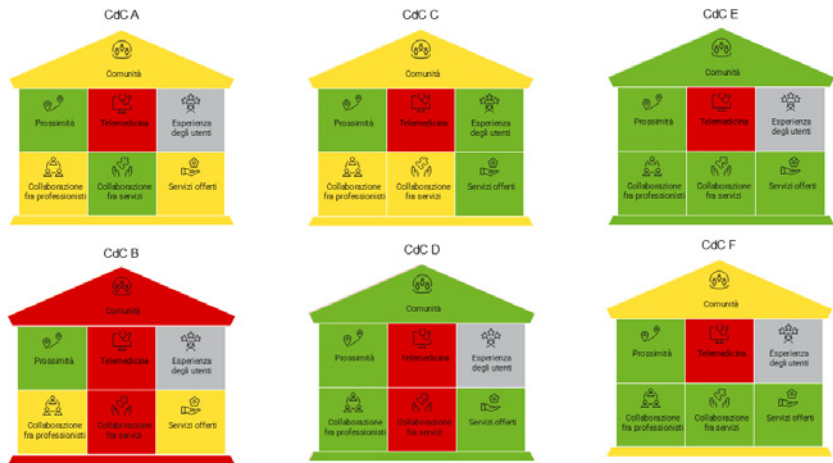 CdC A
Comunità
Prossimità
Telemedicina
Esperienza
degli utenti
Collaborazione
fra professionisti
Collaborazione
fra servizi
Servizi offerti
CdC C
Comunità
Prossimità
Telemedicina
Esperienza
degli utenti
Collaborazione
fra professionisti
Collaborazione
fra servizi
Servizi offerti
CdC E
Comunità
Prossimità
Telemedicina
Esperienza
degli utenti
Collaborazione
fra professionisti
Collaborazione
fra servizi
Servizi offerti
CdC B
Comunità
Prossimità
Telemedicina
Esperienza
degli utenti
Collaborazione
fra professionisti
Collaborazione
fra servizi
Servizi offerti
CdC D
Comunità
Prossimità
Telemedicina
Esperienza
degli utenti
Collaborazione
fra professionisti
Collaborazione
fra servizi
Servizi offerti
CdC F
Comunità
Prossimità
Telemedicina
Esperienza
degli utenti
Collaborazione
fra professionisti
Collaborazione
fra servizi
Servizi offerti